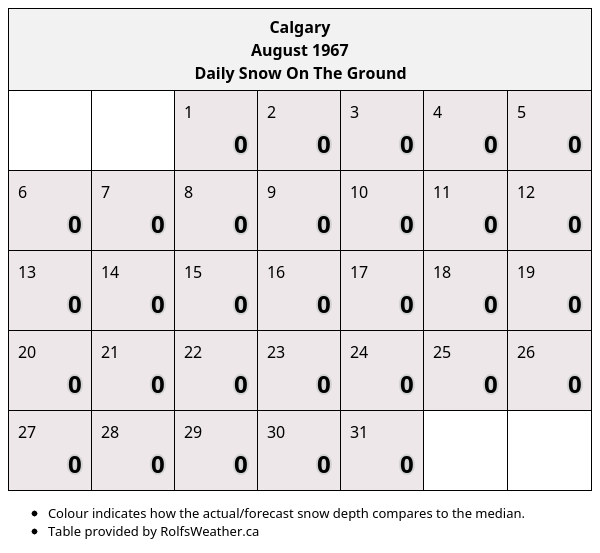 Calgary
August 1967
Daily Snow On The Ground
1 2 3 4 5
0 0 0 0 0
6 7 8 9 10 11 12
0 0 0 0 0 0 0
13 14 15 16 17 18 19
0 0 0 0 0 0 0
20 21 22 23 24 25 26
0 0 0 0 0 0 0
27 28 29 30 31
0 0 0 0 0
• Colour indicates how the actual/forecast snow depth compares to the median.
• Table provided by RolfsWeather.ca